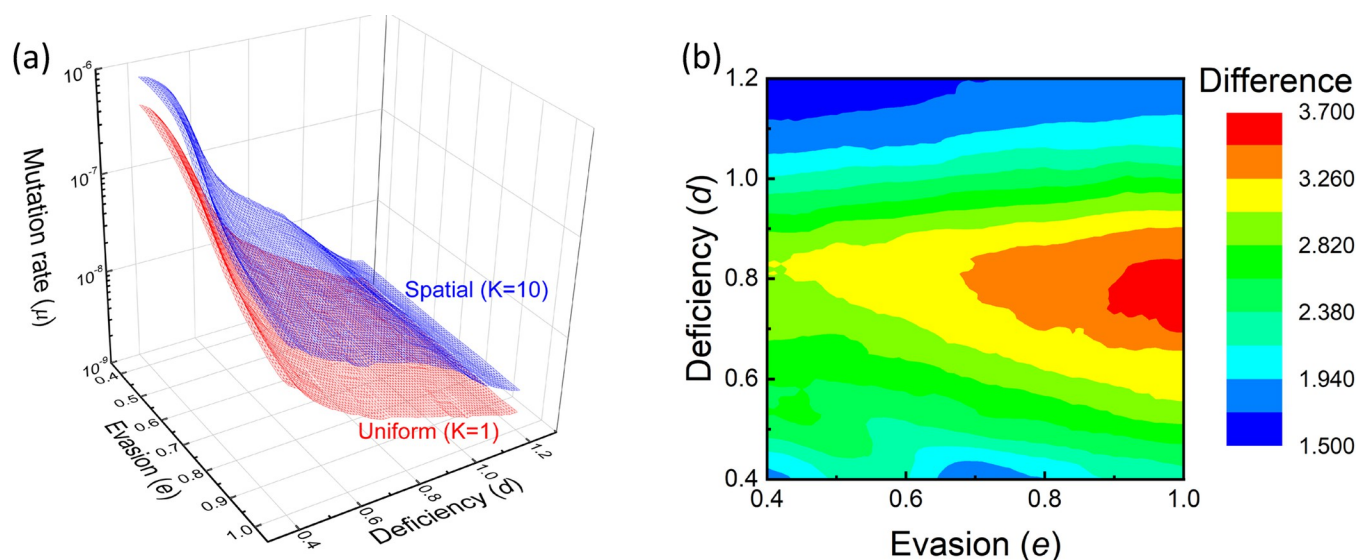 (a)
10^-6
10^-7
10^-8
10^-9
Mutation rate (μ)
Spatial (K=10)
Uniform (K=1)
0.4
0.5
0.6
0.7
0.8
0.9
1.0
Evasion (e)
0.4
0.6
0.8
1.0
1.2
Deficiency (d)
(b)
1.2
1.0
0.8
0.6
0.4
Deficiency (d)
0.4 0.6 0.8 1.0
Evasion (e)
Difference
3.700
3.260
2.820
2.380
1.940
1.500